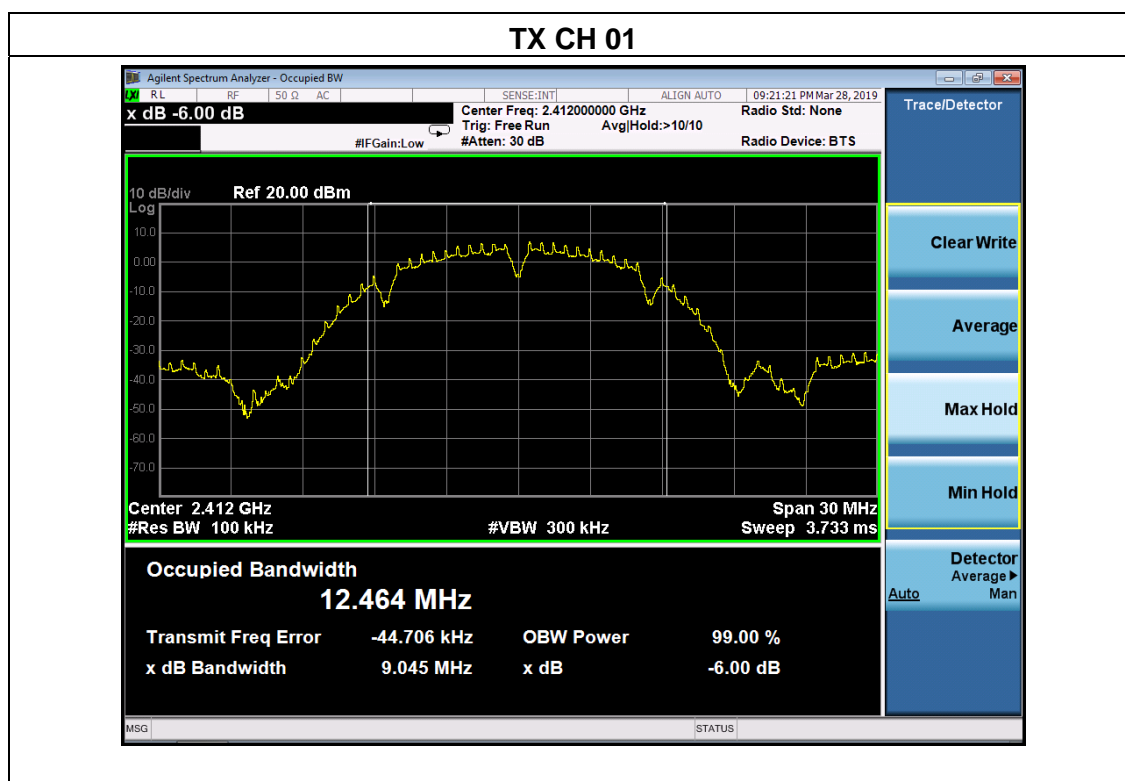 TX CH 01
Agilent Spectrum Analyzer - Occupied BW
LXI RL RF 50 Ω AC SENSE:INT ALIGN AUTO 09:21:21 PM Mar 28, 2019
x dB -6.00 dB
Center Freq: 2.412000000 GHz Radio Std: None
Trig: Free Run Avg|Hold:>10/10
#IFGain:Low #Atten: 30 dB Radio Device: BTS
Trace/Detector
10 dB/div Ref 20.00 dBm
Log
10.0
0.00
-10.0
-20.0
-30.0
-40.0
-50.0
-60.0
-70.0
Center 2.412 GHz Span 30 MHz
#Res BW 100 kHz #VBW 300 kHz Sweep 3.733 ms
Clear Write
Average
Max Hold
Min Hold
Detector
Average▶
Auto Man
Occupied Bandwidth
12.464 MHz
Transmit Freq Error -44.706 kHz OBW Power 99.00 %
x dB Bandwidth 9.045 MHz x dB -6.00 dB
MSG STATUS